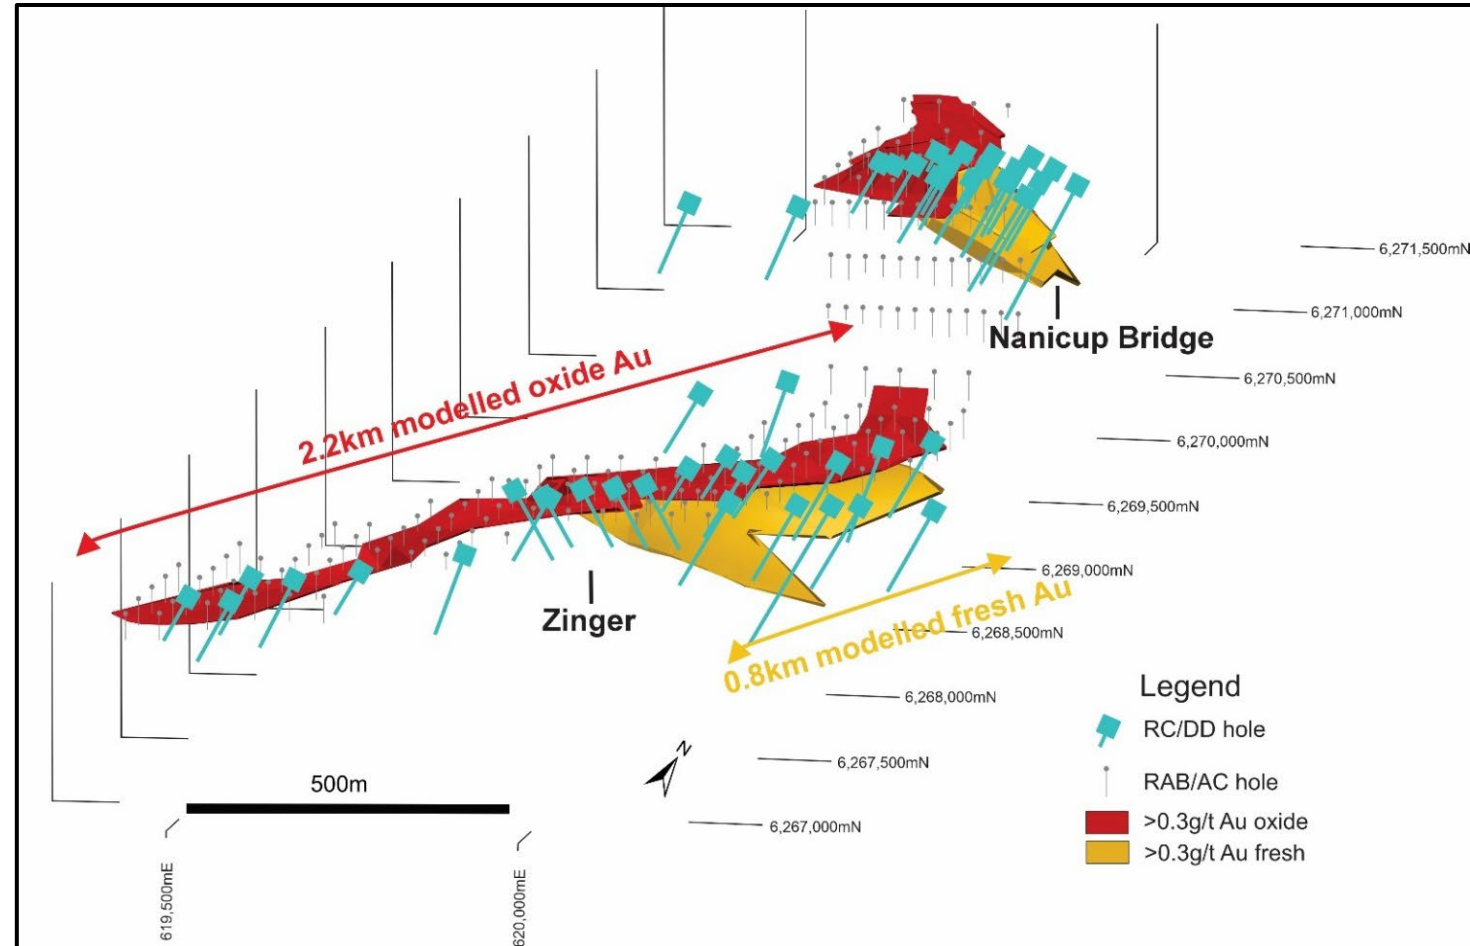 6,271,500mN
6,271,000mN
Nanicup Bridge
2.2km modelled oxide Au
6,270,500mN
6,270,000mN
6,269,500mN
6,269,000mN
Zinger
0.8km modelled fresh Au
6,268,500mN
6,268,000mN
Legend
RC/DD hole
N
6,267,500mN
500m
RAB/AC hole
6,267,000mN
>0.3g/t Au oxide
>0.3g/t Au fresh
619,500mE
620,000mE